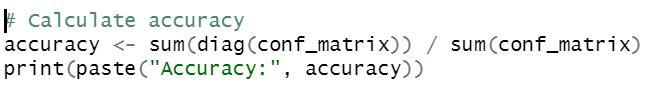 # Calculate accuracy
accuracy <- sum(diag(conf_matrix)) / sum(conf_matrix)
print(paste("Accuracy:", accuracy))